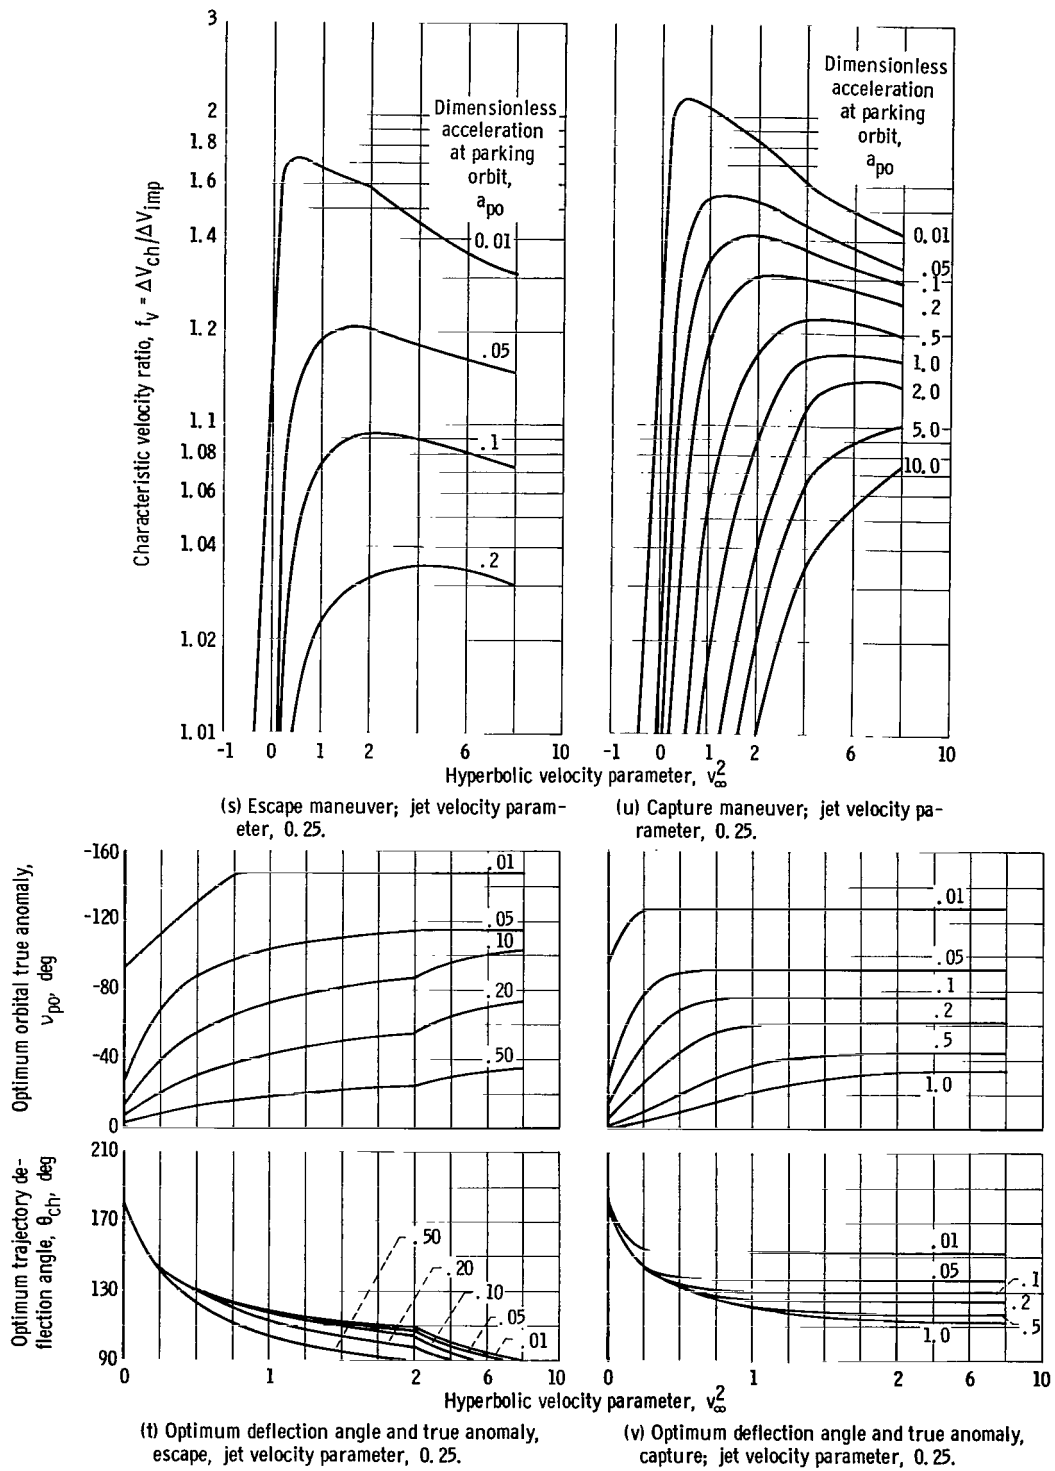 3
2
1.8
1.6
1.4
1.2
1.1
1.08
1.06
1.04
1.02
1.01
Characteristic velocity ratio, f_v = ΔV_ch/ΔV_imp
Dimensionless
acceleration
at parking
orbit,
a_po
0.01
.05
.1
.2
-1 0 1 2 6 10
Dimensionless
acceleration
at parking
orbit,
a_po
0.01
.05
.1
.2
.5
1.0
2.0
5.0
10.0
-1 0 1 2 6 10
Hyperbolic velocity parameter, v²_∞
(s) Escape maneuver; jet velocity param-
eter, 0.25.
(u) Capture maneuver; jet velocity pa-
rameter, 0.25.
-160
-120
-80
-40
0
Optimum orbital true anomaly,
ν_po, deg
.01
.05
.10
.20
.50
.01
.05
.1
.2
.5
1.0
210
170
130
90
Optimum trajectory de-
flection angle, θ_ch, deg
.50
.20
.10
.05
.01
0 1 2 6 10
.01
.05
.1
.2
.5
1.0
0 1 2 6 10
Hyperbolic velocity parameter, v²_∞
(t) Optimum deflection angle and true anomaly,
escape, jet velocity parameter, 0.25.
(v) Optimum deflection angle and true anomaly,
capture; jet velocity parameter, 0.25.